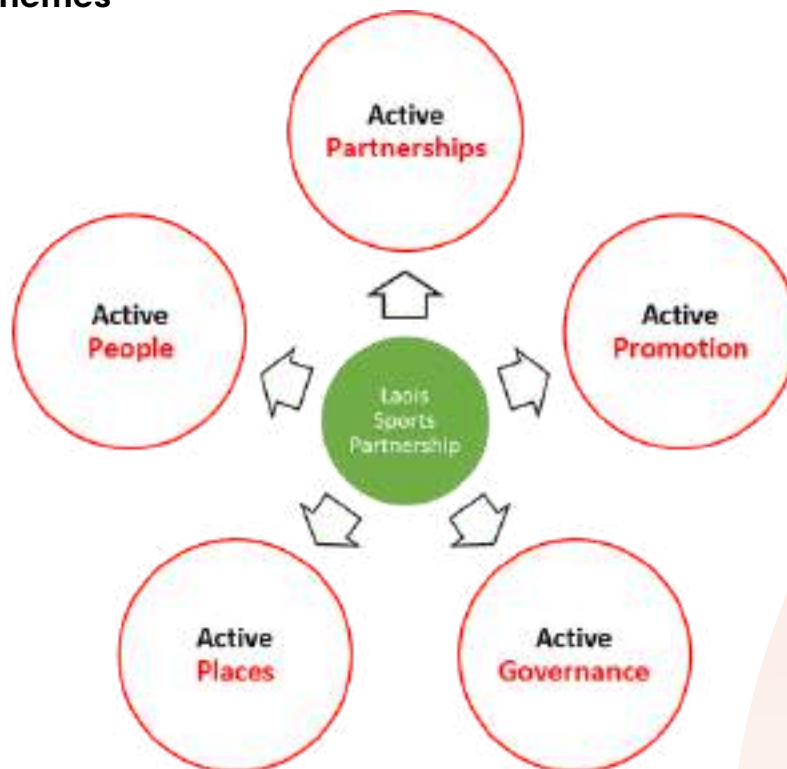 Active
Partnerships
Active
People
Active
Promotion
Laois
Sports
Partnership
Active
Places
Active
Governance